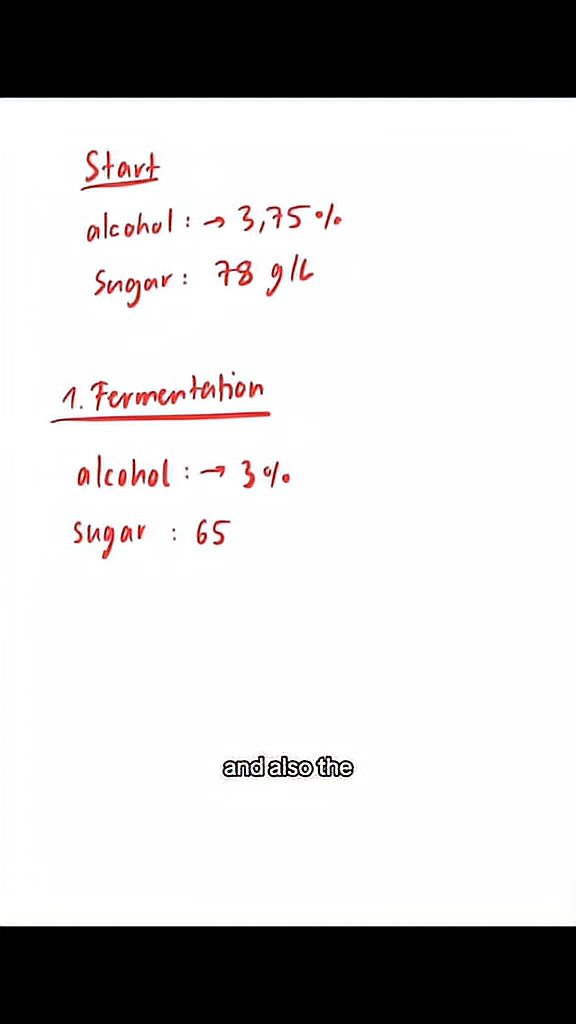 Start
alcohol : → 3,75 %
Sugar : 78 g/L
1. Fermentation
alcohol : → 3 %
sugar : 65
and also the